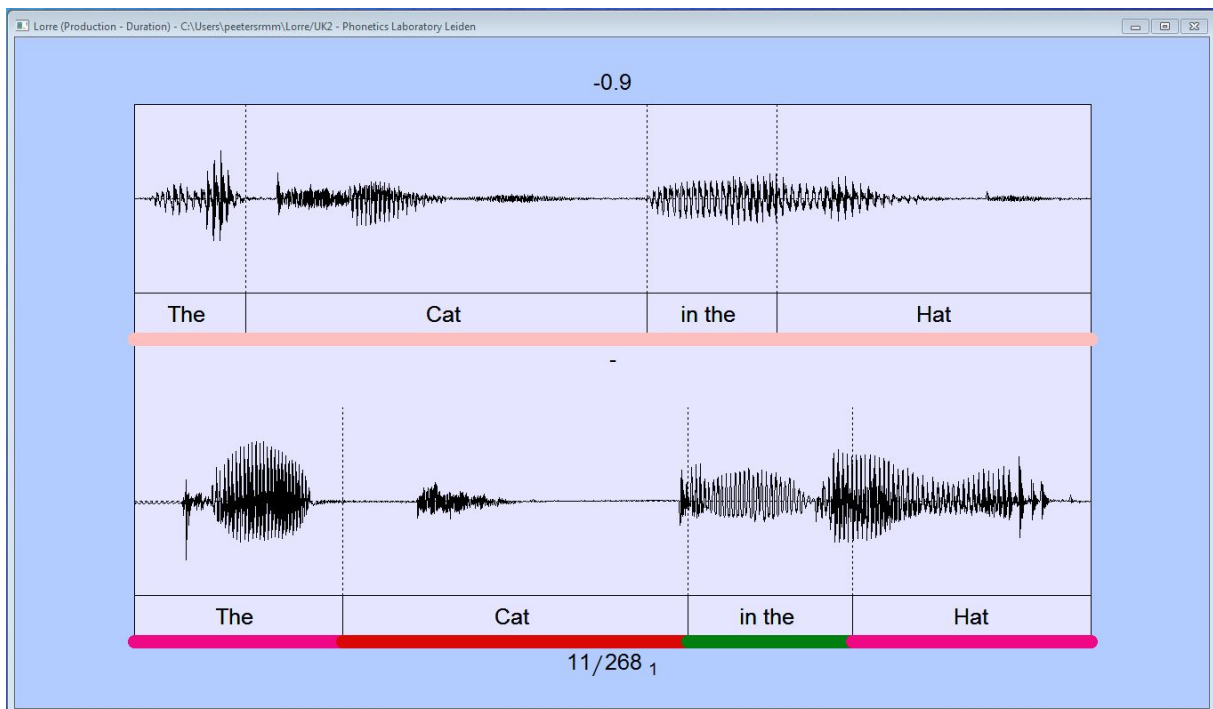 Lorre (Production - Duration) - C:\Users\peetersrmm\Lorre/UK2 - Phonetics Laboratory Leiden
-0.9
The Cat in the Hat
-
The Cat in the Hat
11/268 1